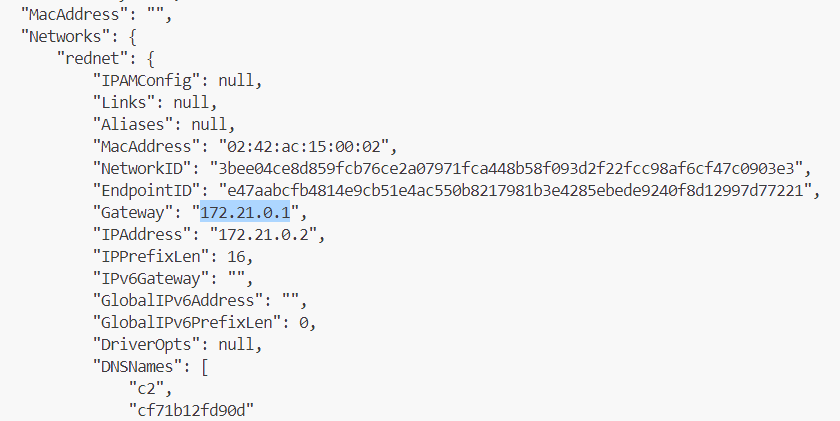 "MacAddress": "",
"Networks": {
"rednet": {
"IPAMConfig": null,
"Links": null,
"Aliases": null,
"MacAddress": "02:42:ac:15:00:02",
"NetworkID": "3bee04ce8d859fcb76ce2a07971fca448b58f093d2f22fcc98af6cf47c0903e3",
"EndpointID": "e47aabcfb4814e9cb51e4ac550b8217981b3e4285ebede9240f8d12997d77221",
"Gateway": "172.21.0.1",
"IPAddress": "172.21.0.2",
"IPPrefixLen": 16,
"IPv6Gateway": "",
"GlobalIPv6Address": "",
"GlobalIPv6PrefixLen": 0,
"DriverOpts": null,
"DNSNames": [
"c2",
"cf71b12fd90d"